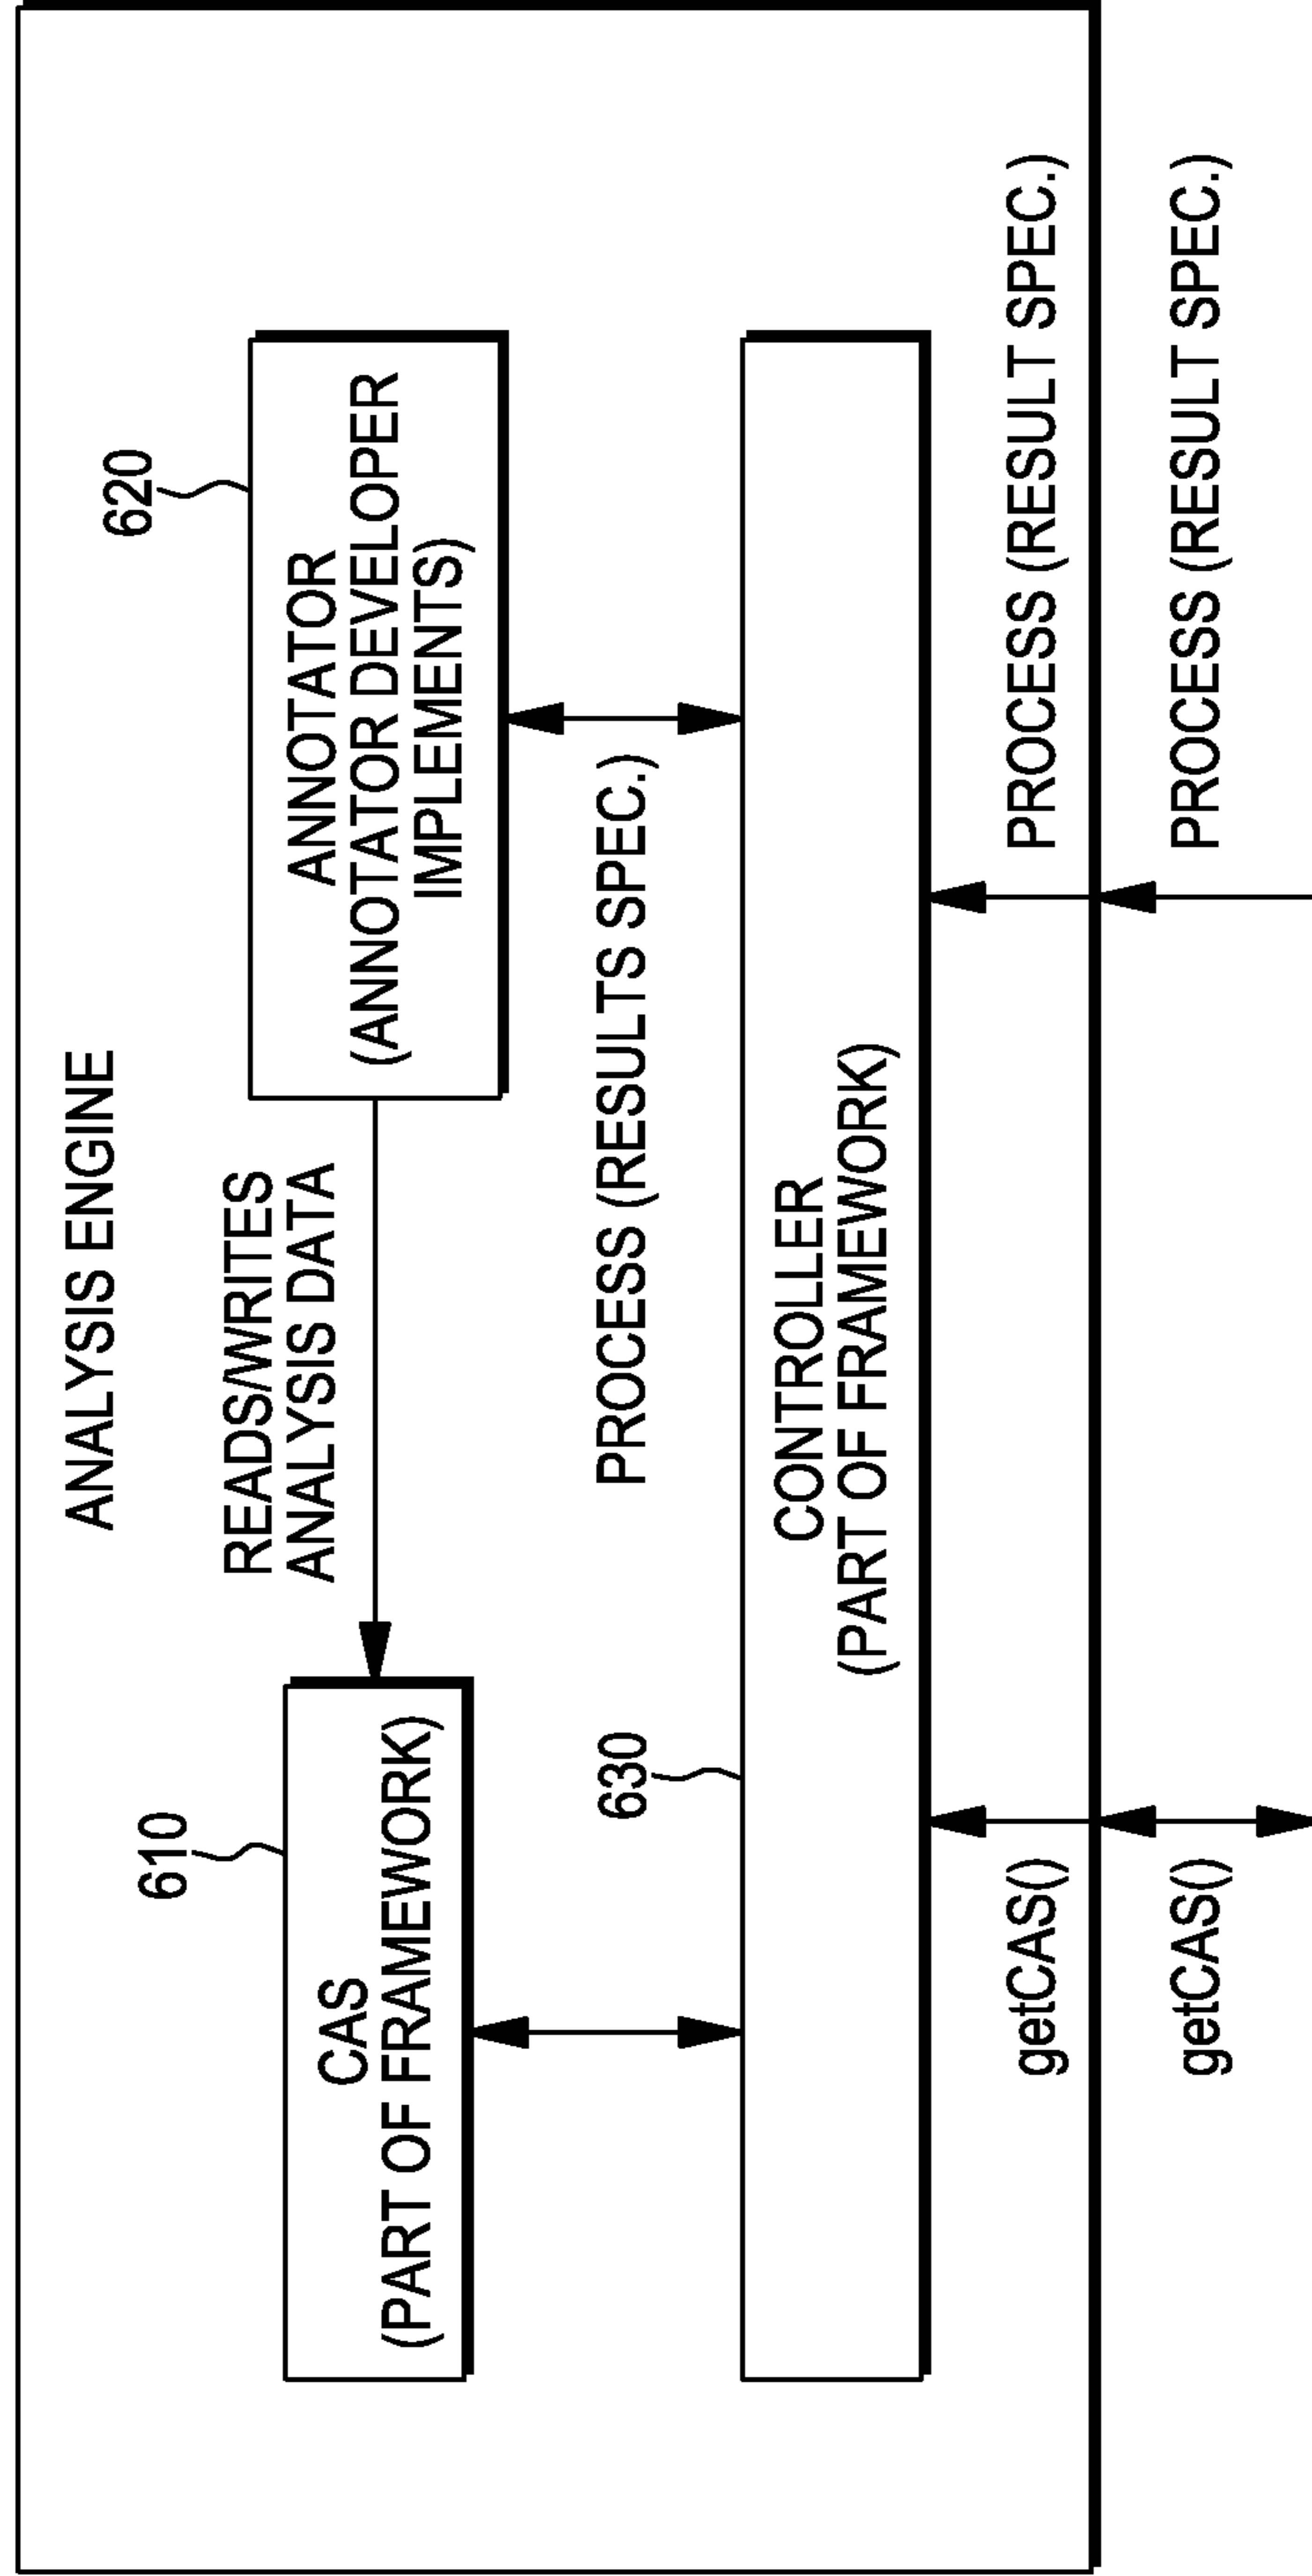 ANALYSIS ENGINE
610
CAS
(PART OF FRAMEWORK)
READS/WRITES
ANALYSIS DATA
620
ANNOTATOR
(ANNOTATOR DEVELOPER
IMPLEMENTS)
630
PROCESS (RESULTS SPEC.)
CONTROLLER
(PART OF FRAMEWORK)
getCAS()
PROCESS (RESULT SPEC.)
getCAS()
PROCESS (RESULT SPEC.)